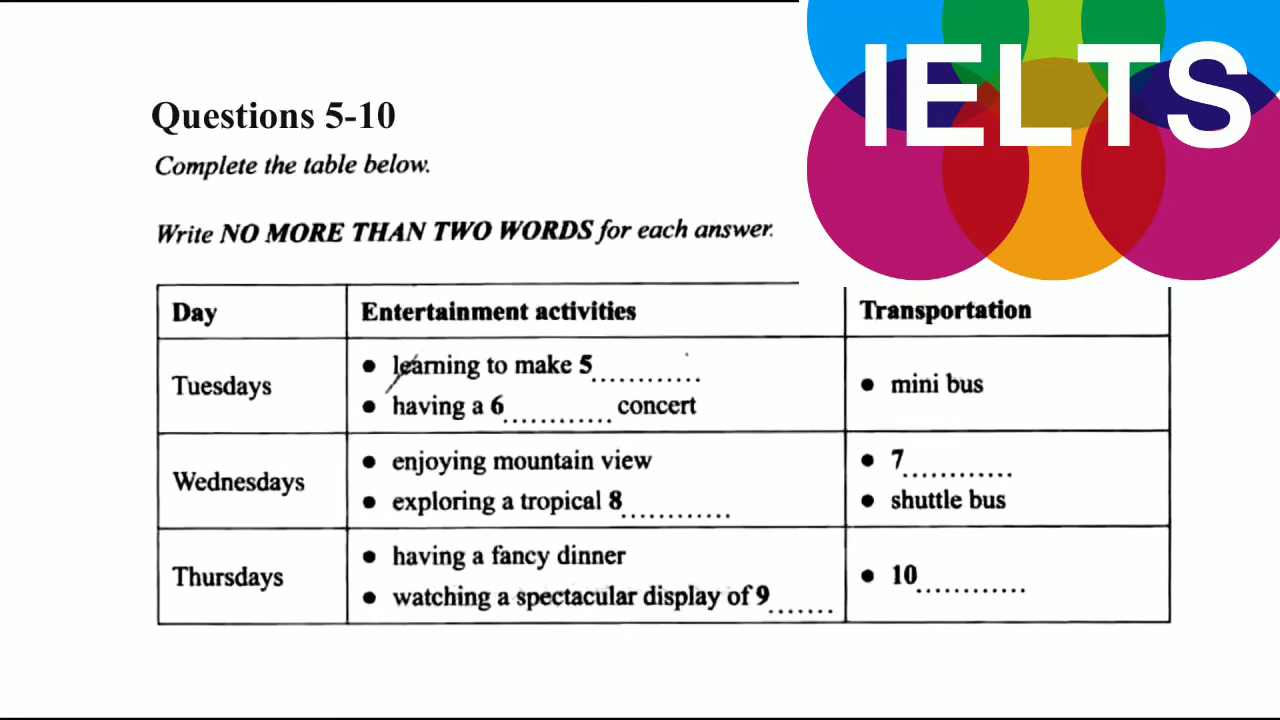 IELTS
Questions 5-10
Complete the table below.
Write NO MORE THAN TWO WORDS for each answer.
Day Entertainment activities Transportation
Tuesdays
● learning to make 5............
● having a 6............ concert
● mini bus
Wednesdays
● enjoying mountain view
● exploring a tropical 8............
● 7............
● shuttle bus
Thursdays
● having a fancy dinner
● watching a spectacular display of 9.......
● 10............